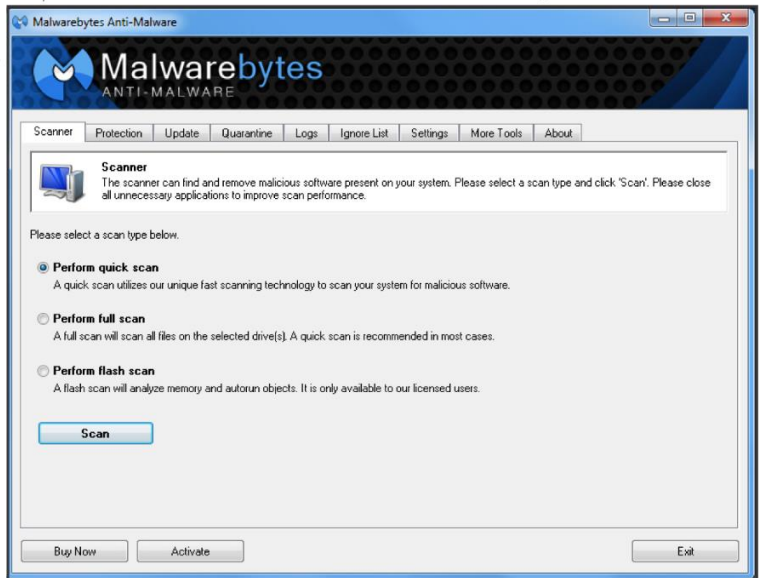 Malwarebytes Anti-Malware
Malwarebytes
ANTI-MALWARE
Scanner Protection Update Quarantine Logs Ignore List Settings More Tools About
Scanner
The scanner can find and remove malicious software present on your system. Please select a scan type and click 'Scan'. Please close
all unnecessary applications to improve scan performance.
Please select a scan type below.
Perform quick scan
A quick scan utilizes our unique fast scanning technology to scan your system for malicious software.
Perform full scan
A full scan will scan all files on the selected drive(s). A quick scan is recommended in most cases.
Perform flash scan
A flash scan will analyze memory and autorun objects. It is only available to our licensed users.
Scan
Buy Now Activate Exit